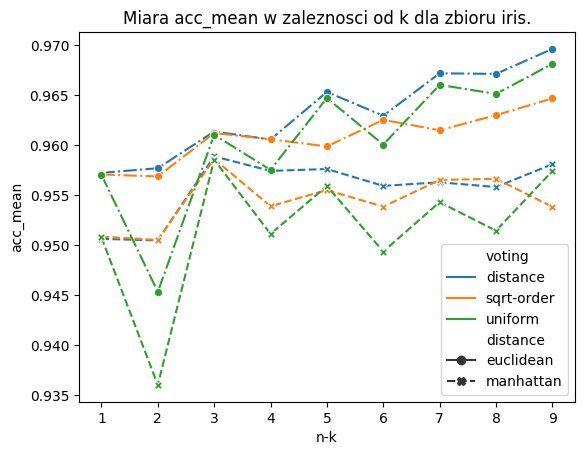 Miara acc_mean w zaleznosci od k dla zbioru iris.
acc_mean
0.970
0.965
0.960
0.955
0.950
0.945
0.940
0.935
voting
distance
sqrt-order
uniform
distance
euclidean
manhattan
1 2 3 4 5 6 7 8 9
n-k